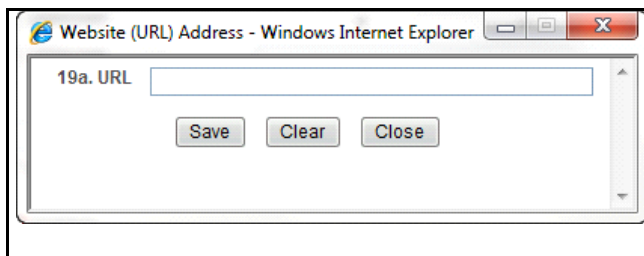 Website (URL) Address - Windows Internet Explorer
19a. URL
Save Clear Close